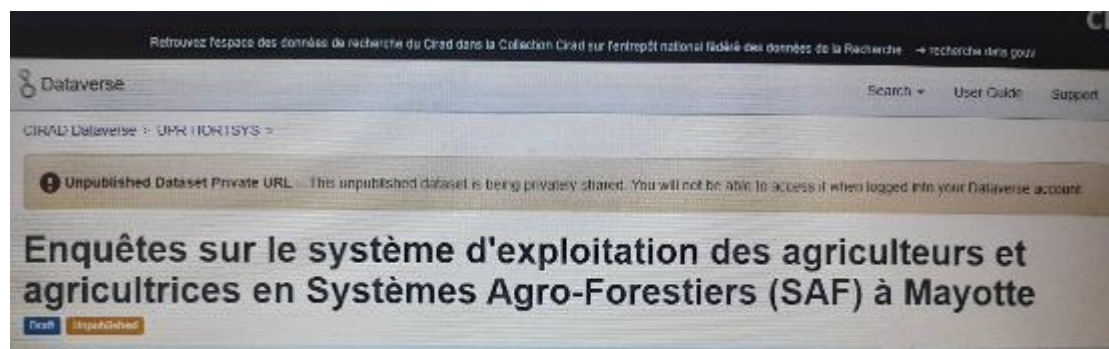 Retrouvez l'espace des données de recherche du Cirad dans la Collection Cirad sur l'entrepôt national fédéré des données de la Recherche → recherche data gouv
Dataverse
Search User Guide Support
CIRAD Dataverse > UPR HORTSYS >
Unpublished Dataset Private URL – This unpublished dataset is being privately shared. You will not be able to access it when logged into your Dataverse account.
Enquêtes sur le système d'exploitation des agriculteurs et
agricultrices en Systèmes Agro-Forestiers (SAF) à Mayotte
Draft Unpublished